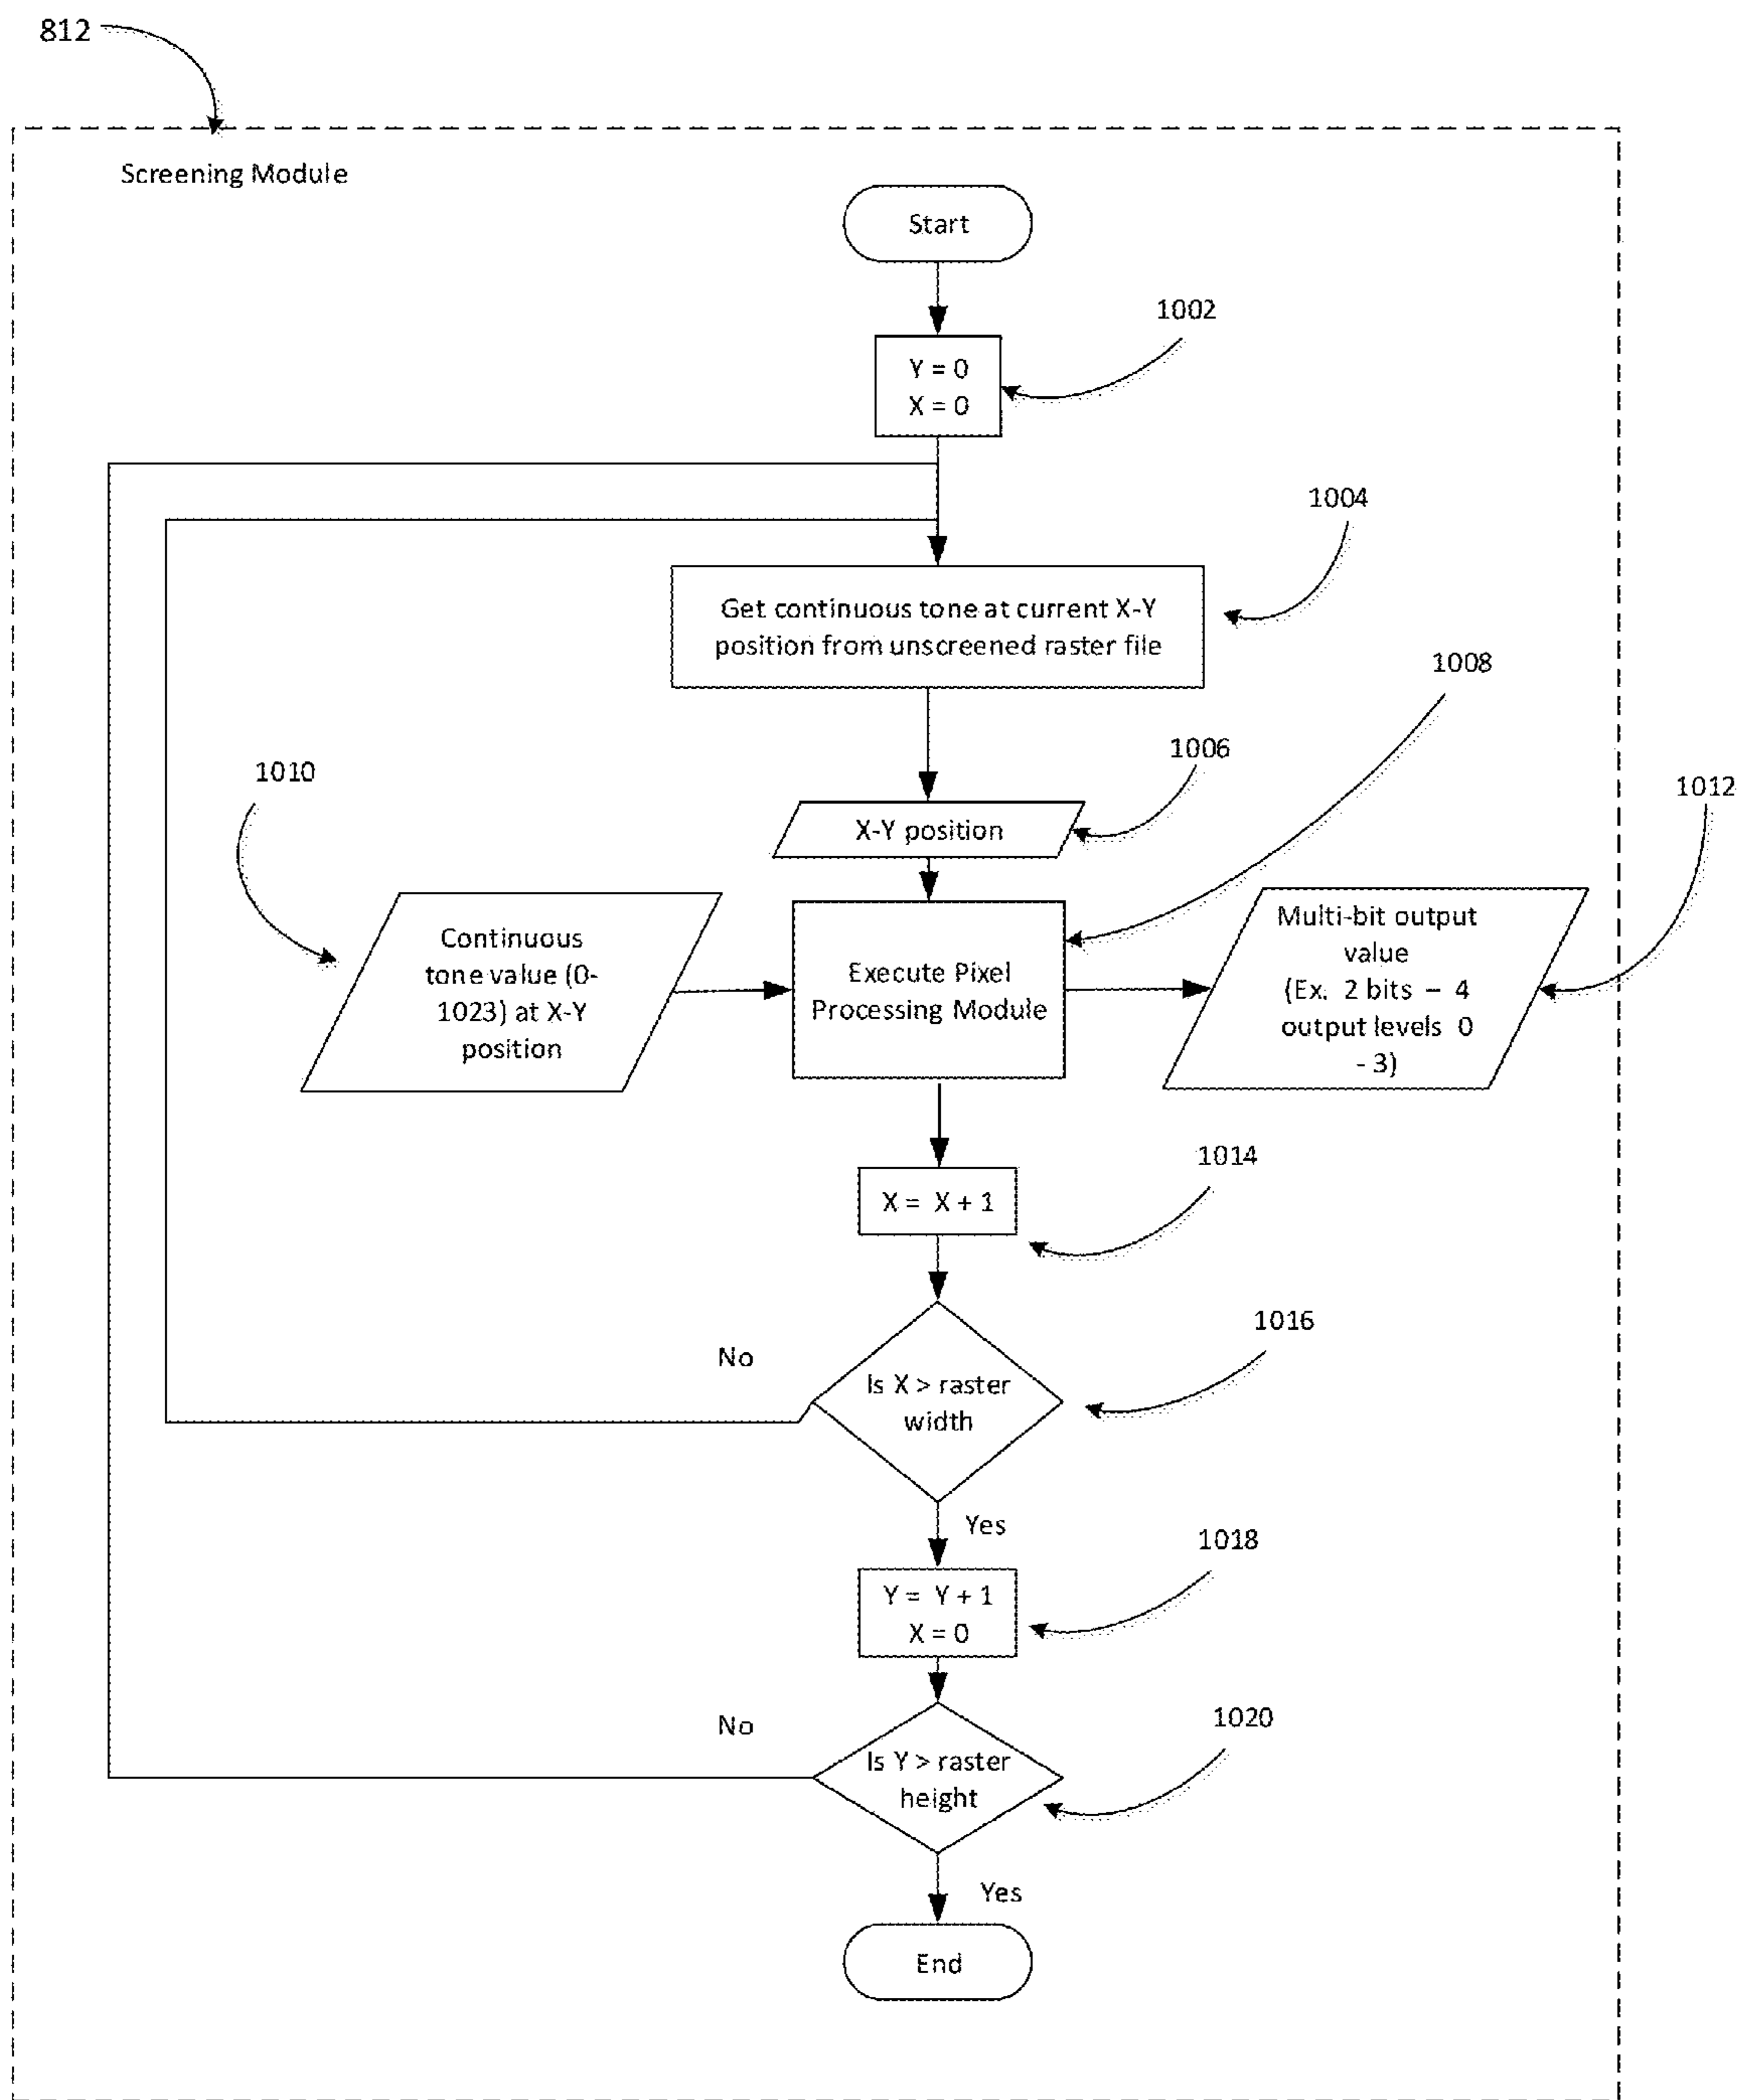 812
Screening Module
Start
1002
Y = 0
X = 0
1004
Get continuous tone at current X-Y
position from unscreened raster file
1008
1006
1010
1012
X-Y position
Continuous
tone value (0-
1023) at X-Y
position
Execute Pixel
Processing Module
Multi-bit output
value
(Ex. 2 bits – 4
output levels 0
- 3)
1014
X = X + 1
1016
No
Is X > raster
width
Yes
1018
Y = Y + 1
X = 0
1020
No
Is Y > raster
height
Yes
End